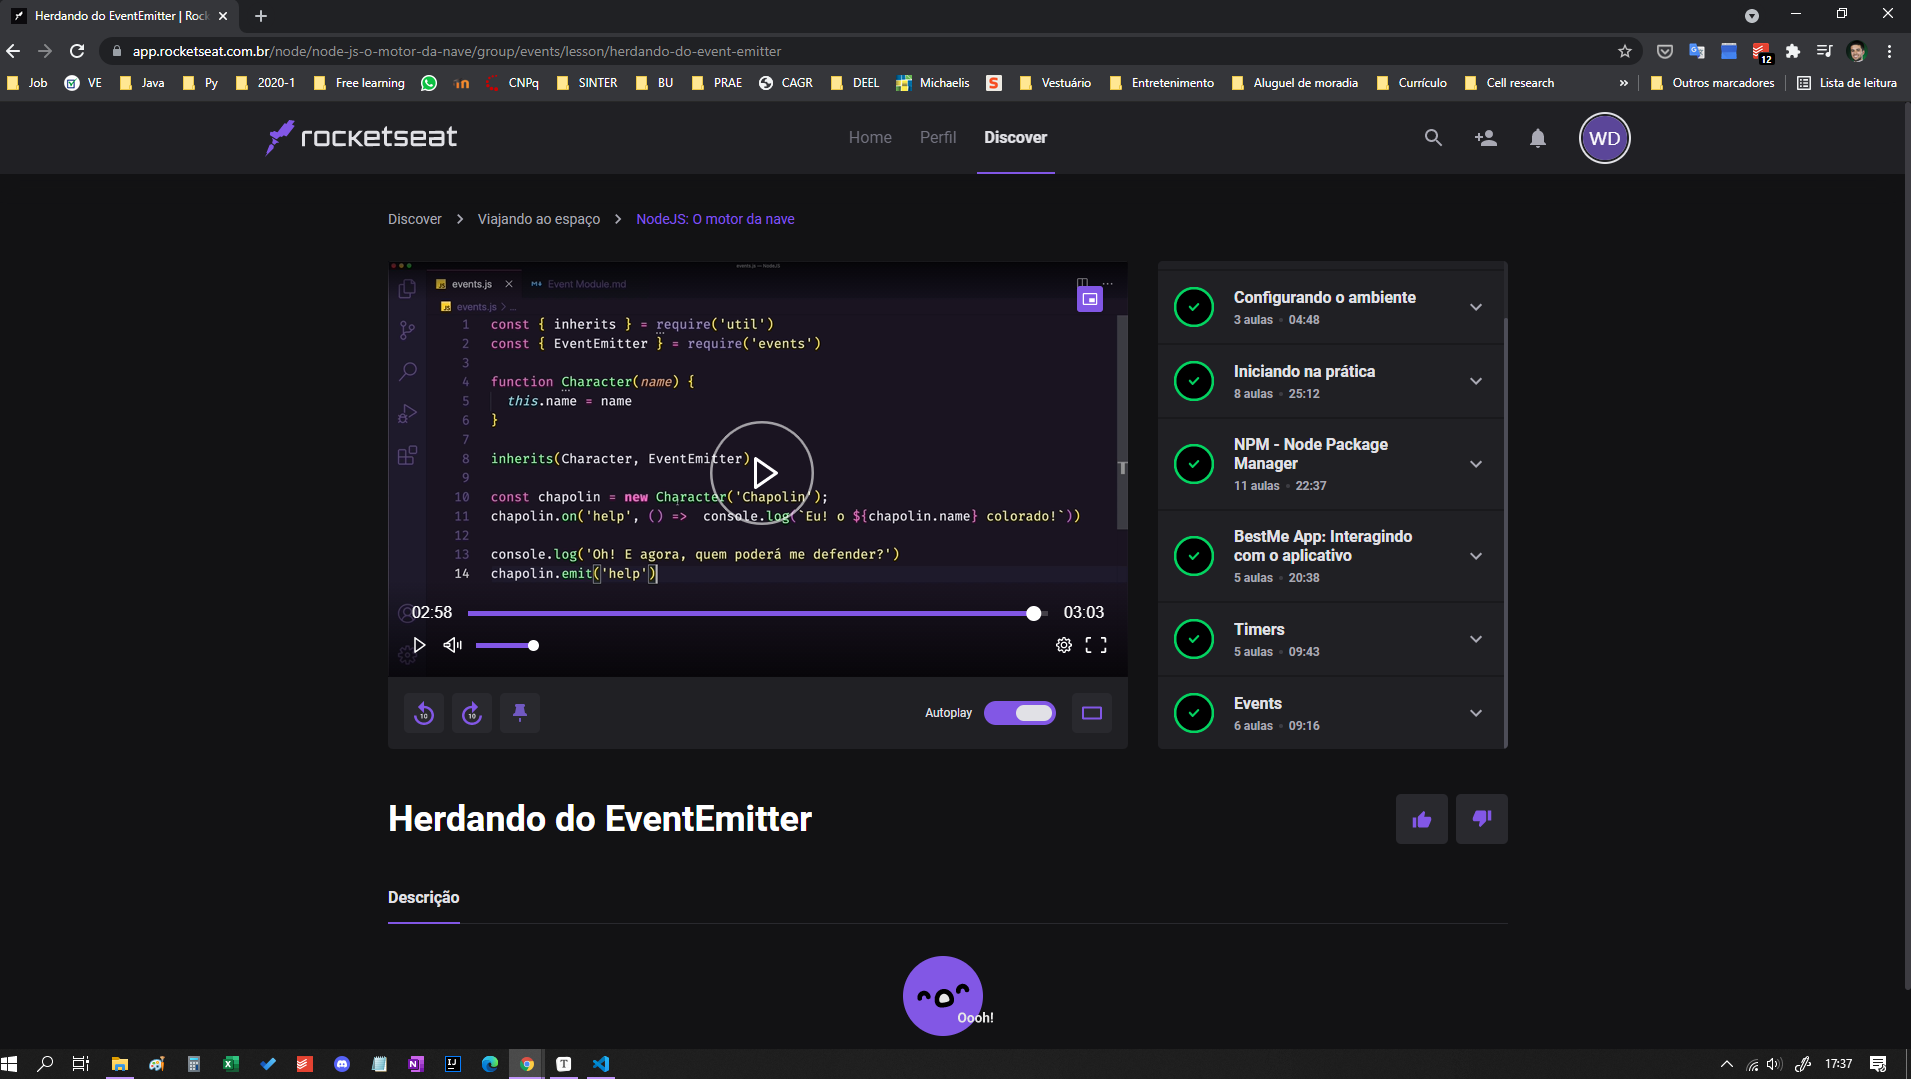 Herdando do EventEmitter | Rock
app.rocketseat.com.br/node/node-js-o-motor-da-nave/group/events/lesson/herdando-do-event-emitter
12
Job VE Java Py 2020-1 Free learning CNPq SINTER BU PRAE CAGR DEEL Michaelis Vestuário Entretenimento Aluguel de moradia Currículo Cell research » Outros marcadores Lista de leitura
rocketseat
Home Perfil Discover
WD
Discover > Viajando ao espaço > NodeJS: O motor da nave
events.js — NodeJS
events.js Event Module.md
events.js > ...
1 const { inherits } = require('util')
2 const { EventEmitter } = require('events')
3
4 function Character(name) {
5 this.name = name
6 }
7
8 inherits(Character, EventEmitter)
9
10 const chapolin = new Character('Chapolin');
11 chapolin.on('help', () => console.log(`Eu! o ${chapolin.name} colorado!`))
12
13 console.log('Oh! E agora, quem poderá me defender?')
14 chapolin.emit('help')
02:58 03:03
10 10
Autoplay
Configurando o ambiente
3 aulas • 04:48
Iniciando na prática
8 aulas • 25:12
NPM - Node Package
Manager
11 aulas • 22:37
BestMe App: Interagindo
com o aplicativo
5 aulas • 20:38
Timers
5 aulas • 09:43
Events
6 aulas • 09:16
Herdando do EventEmitter
Descrição
Oooh!
17:37